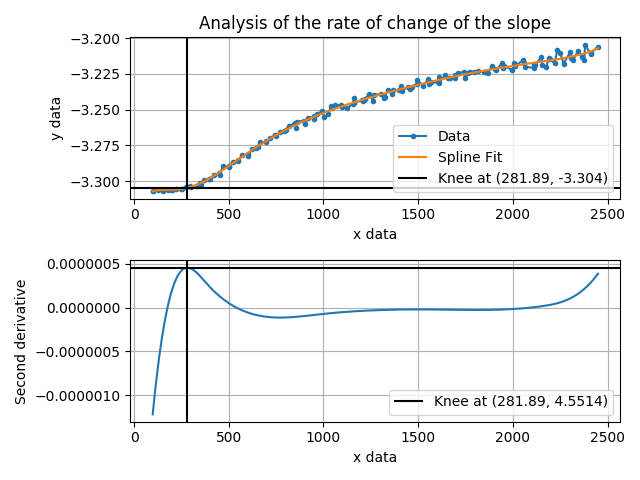 Analysis of the rate of change of the slope
−3.200
−3.225
−3.250
−3.275
−3.300
y data
Data
Spline Fit
Knee at (281.89, -3.304)
0
500
1000
1500
2000
2500
x data
0.0000005
0.0000000
−0.0000005
−0.0000010
Second derivative
Knee at (281.89, 4.5514)
0
500
1000
1500
2000
2500
x data